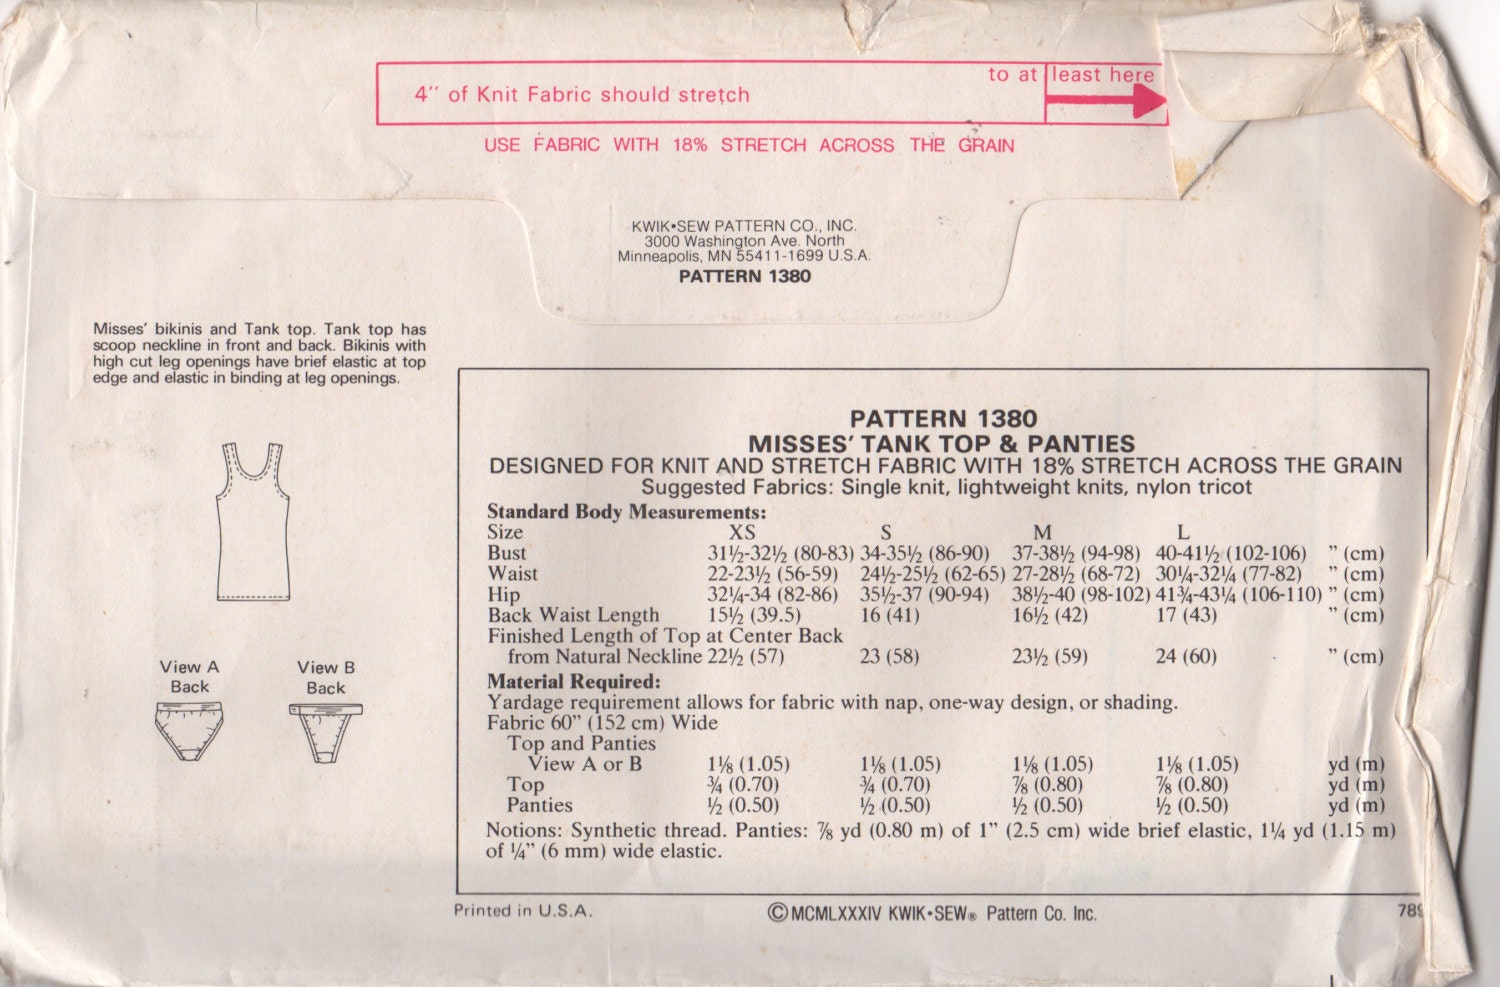 to at least here
4" of Knit Fabric should stretch
USE FABRIC WITH 18% STRETCH ACROSS THE GRAIN
KWIK•SEW PATTERN CO., INC.
3000 Washington Ave. North
Minneapolis, MN 55411-1699 U.S.A.
PATTERN 1380
Misses' bikinis and Tank top. Tank top has
scoop neckline in front and back. Bikinis with
high cut leg openings have brief elastic at top
edge and elastic in binding at leg openings.
View A
Back
View B
Back
PATTERN 1380
MISSES' TANK TOP & PANTIES
DESIGNED FOR KNIT AND STRETCH FABRIC WITH 18% STRETCH ACROSS THE GRAIN
Suggested Fabrics: Single knit, lightweight knits, nylon tricot
Standard Body Measurements:
Size XS S M L
Bust 31½-32½ (80-83) 34-35½ (86-90) 37-38½ (94-98) 40-41½ (102-106) " (cm)
Waist 22-23½ (56-59) 24½-25½ (62-65) 27-28½ (68-72) 30¼-32¼ (77-82) " (cm)
Hip 32¼-34 (82-86) 35½-37 (90-94) 38½-40 (98-102) 41¾-43¼ (106-110) " (cm)
Back Waist Length 15½ (39.5) 16 (41) 16½ (42) 17 (43) " (cm)
Finished Length of Top at Center Back
from Natural Neckline 22½ (57) 23 (58) 23½ (59) 24 (60) " (cm)
Material Required:
Yardage requirement allows for fabric with nap, one-way design, or shading.
Fabric 60" (152 cm) Wide
Top and Panties
View A or B 1⅛ (1.05) 1⅛ (1.05) 1⅛ (1.05) 1⅛ (1.05) yd (m)
Top ¾ (0.70) ¾ (0.70) ⅞ (0.80) ⅞ (0.80) yd (m)
Panties ½ (0.50) ½ (0.50) ½ (0.50) ½ (0.50) yd (m)
Notions: Synthetic thread. Panties: ⅞ yd (0.80 m) of 1" (2.5 cm) wide brief elastic, 1¼ yd (1.15 m)
of ¼" (6 mm) wide elastic.
Printed in U.S.A.
©MCMLXXXIV KWIK•SEW® Pattern Co. Inc.